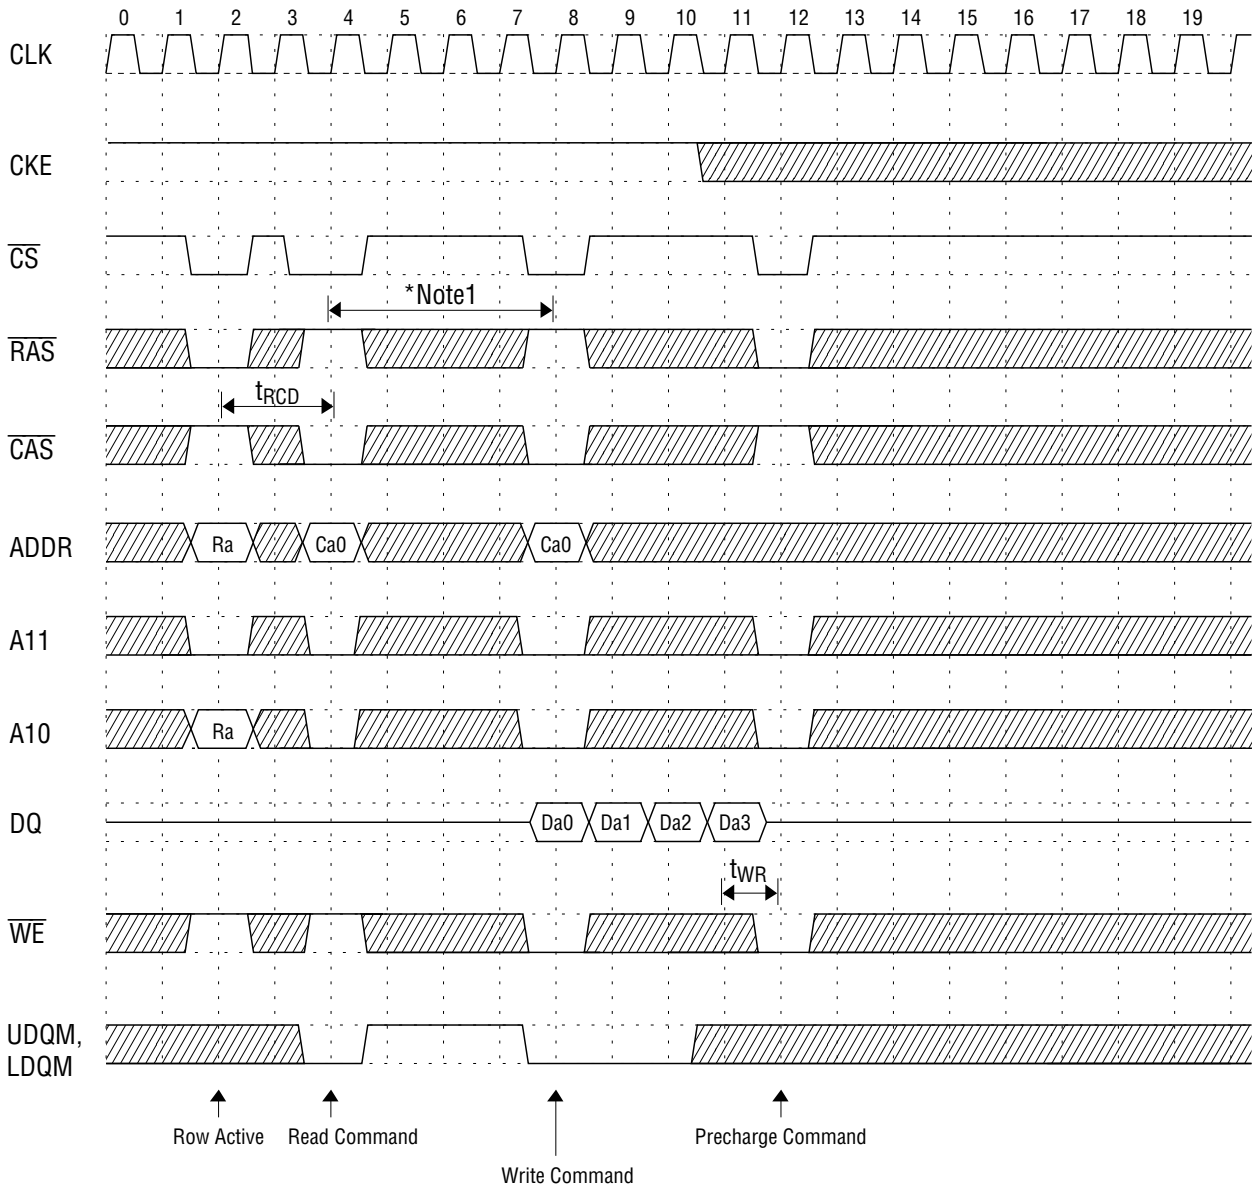 0 1 2 3 4 5 6 7 8 9 10 11 12 13 14 15 16 17 18 19
CLK
CKE
CS
*Note1
RAS
tRCD
CAS
ADDR Ra Ca0 Ca0
A11
A10 Ra
DQ Da0 Da1 Da2 Da3
tWR
WE
UDQM,
LDQM
Row Active Read Command Precharge Command
Write Command